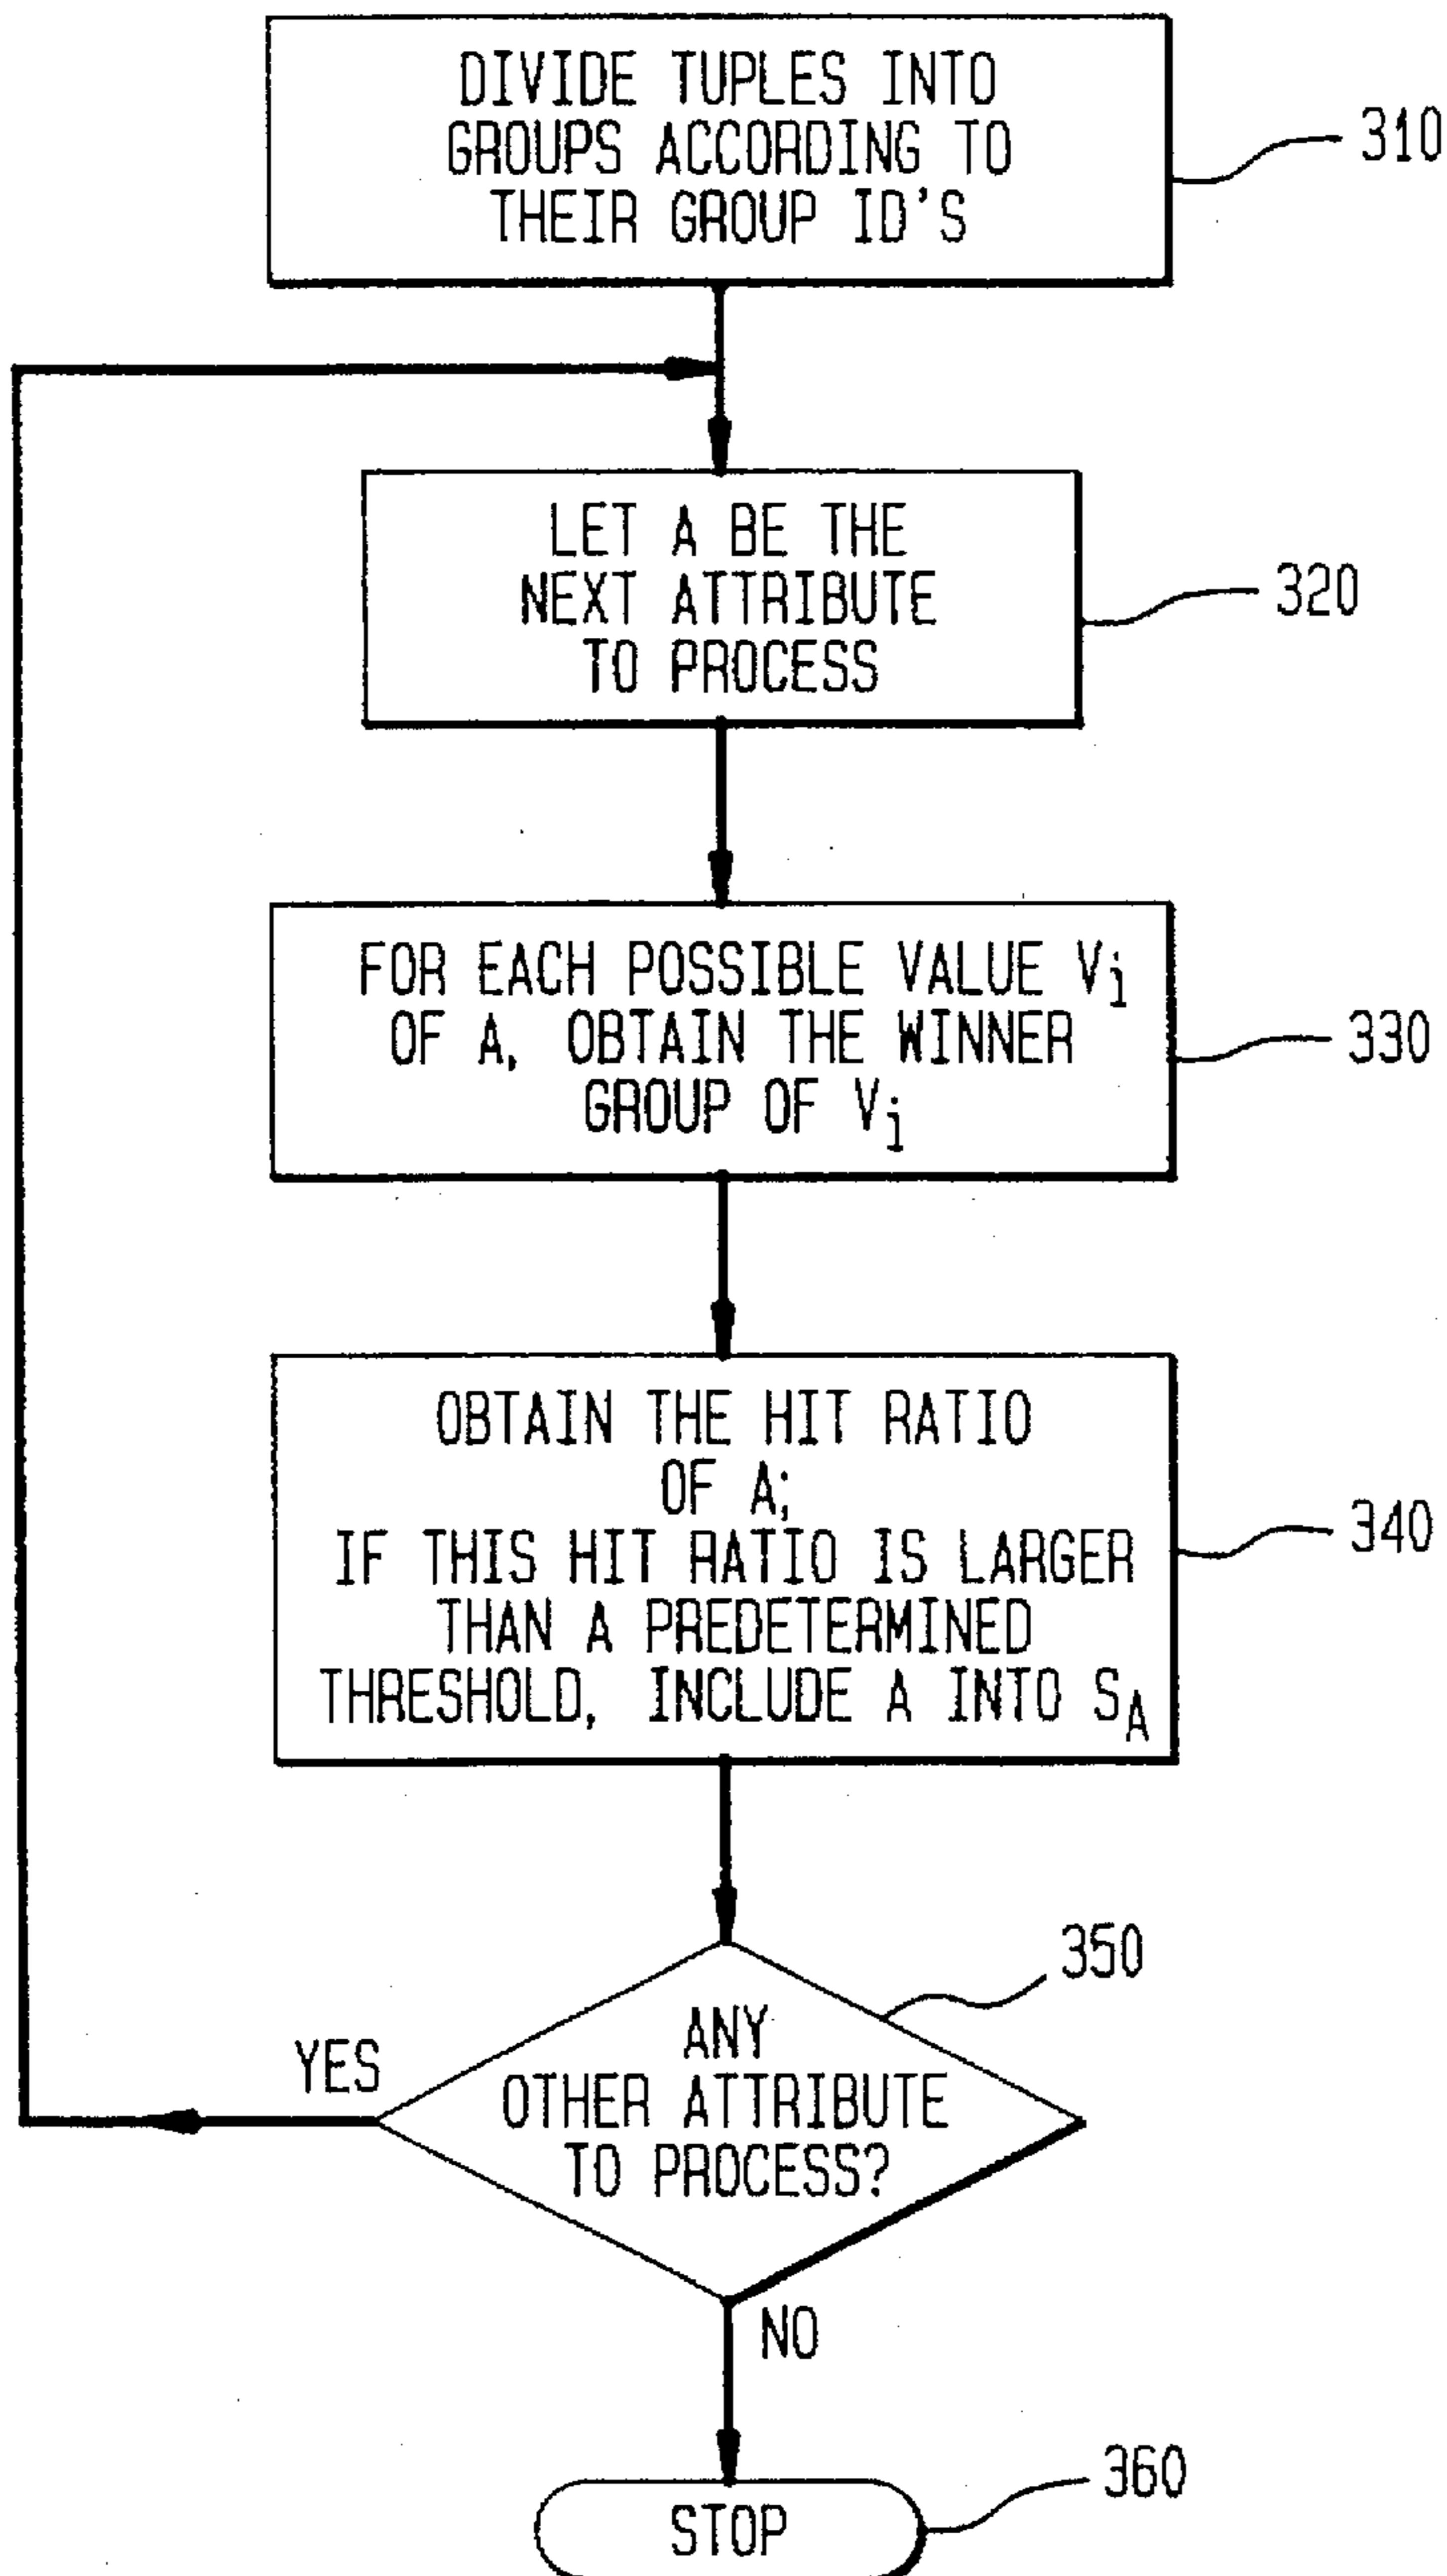 DIVIDE TUPLES INTO
GROUPS ACCORDING TO
THEIR GROUP ID'S
310
LET A BE THE
NEXT ATTRIBUTE
TO PROCESS
320
FOR EACH POSSIBLE VALUE Vi
OF A, OBTAIN THE WINNER
GROUP OF Vi
330
OBTAIN THE HIT RATIO
OF A;
IF THIS HIT RATIO IS LARGER
THAN A PREDETERMINED
THRESHOLD, INCLUDE A INTO SA
340
350
ANY
OTHER ATTRIBUTE
TO PROCESS?
YES
NO
STOP
360